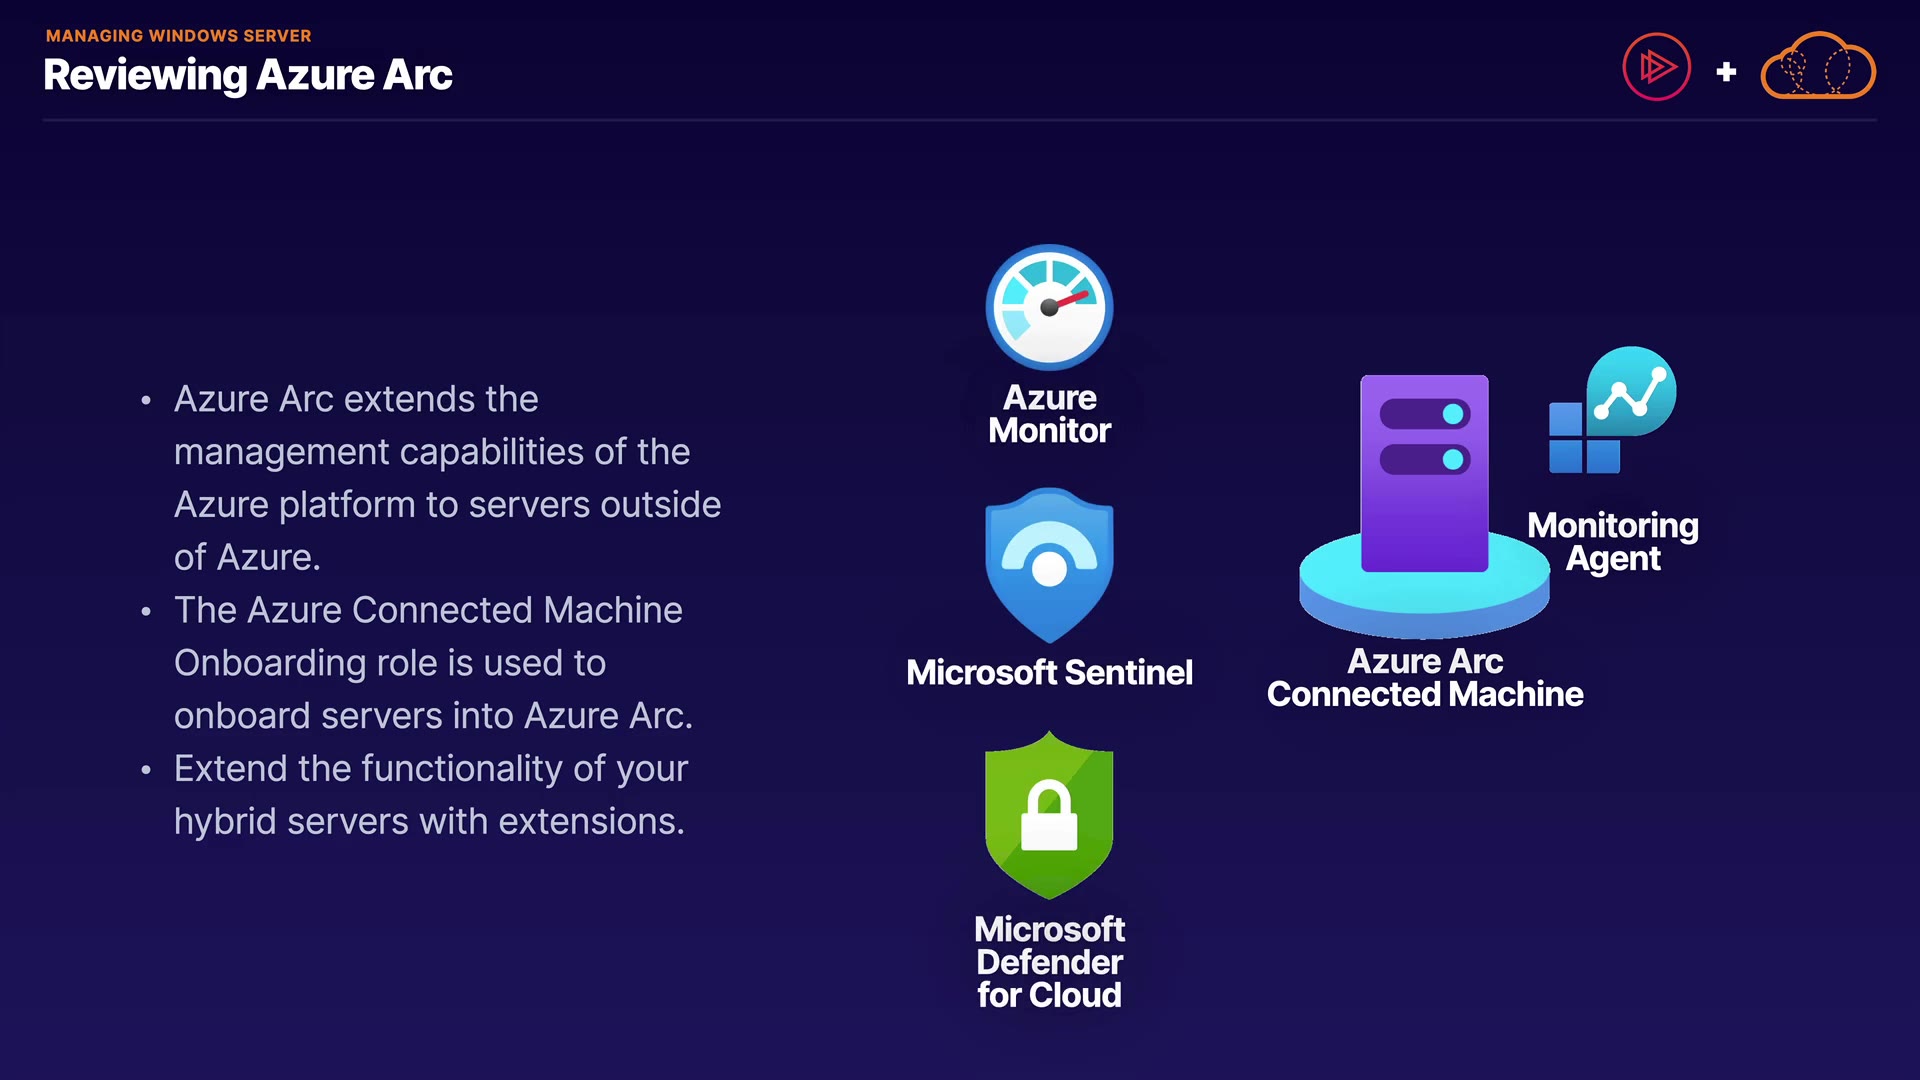 MANAGING WINDOWS SERVER
Reviewing Azure Arc
+
• Azure Arc extends the
management capabilities of the
Azure platform to servers outside
of Azure.
• The Azure Connected Machine
Onboarding role is used to
onboard servers into Azure Arc.
• Extend the functionality of your
hybrid servers with extensions.
Azure
Monitor
Microsoft Sentinel
Microsoft
Defender
for Cloud
Azure Arc
Connected Machine
Monitoring
Agent